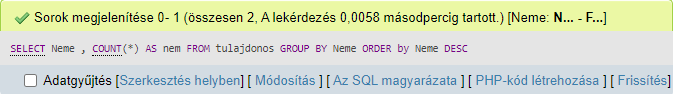 Sorok megjelenítése 0- 1 (összesen 2, A lekérdezés 0,0058 másodpercig tartott.) [Neme: N... - F...]
SELECT Neme , COUNT(*) AS nem FROM tulajdonos GROUP BY Neme ORDER by Neme DESC
Adatgyűjtés [Szerkesztés helyben] [ Módosítás ] [ Az SQL magyarázata ] [ PHP-kód létrehozása ] [ Frissítés]